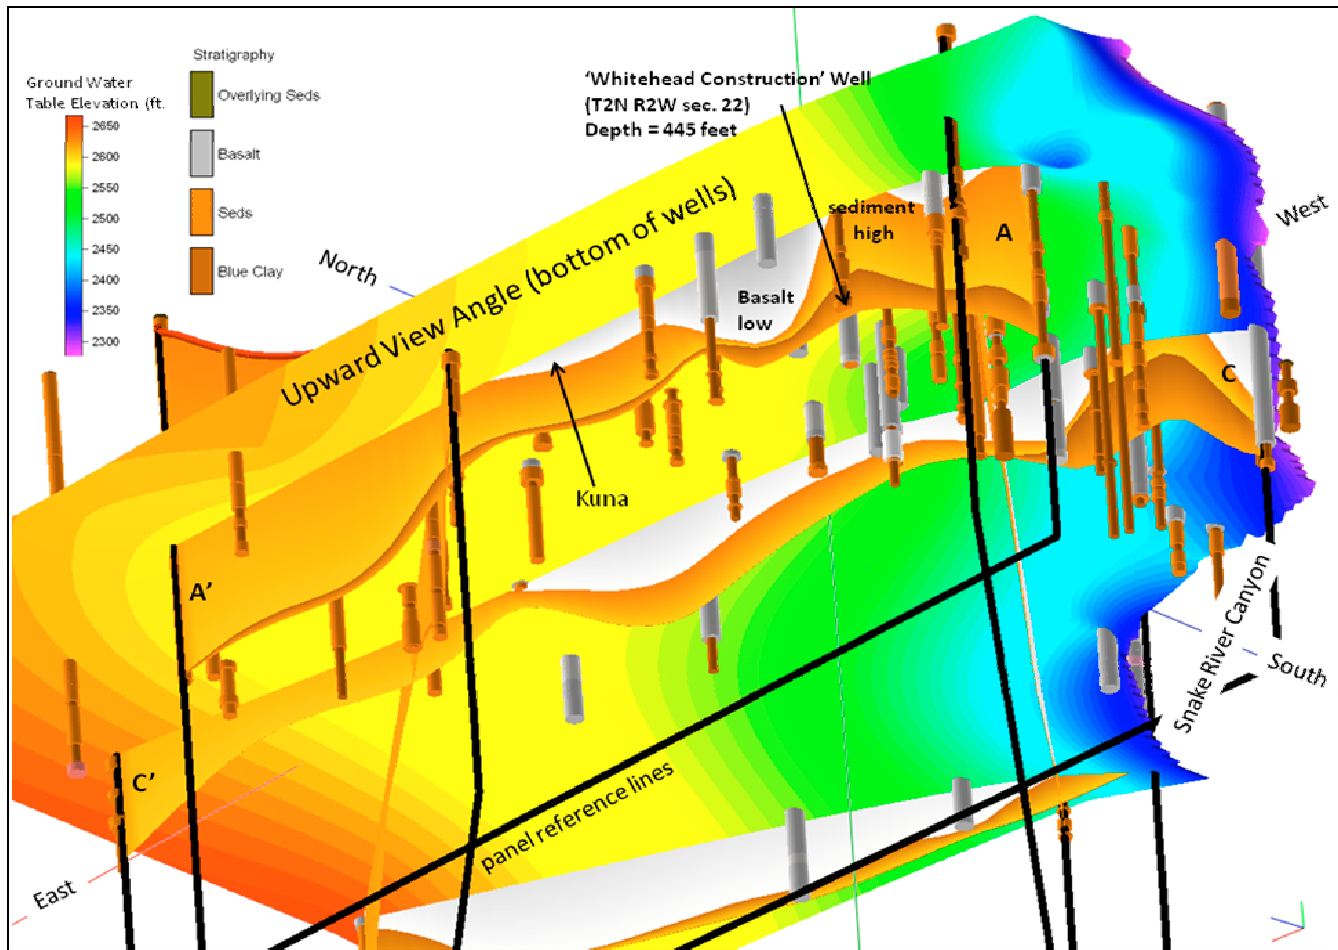 Stratigraphy
Ground Water
Table Elevation (ft.
2650
2600
2550
2500
2450
2400
2350
2300
Overlying Seds
Basalt
Seds
Blue Clay
‘Whitehead Construction’ Well
(T2N R2W sec. 22)
Depth = 445 feet
North
West
Upward View Angle (bottom of wells)
sediment
high
A
Basalt
low
C
Kuna
A’
C’
Snake River Canyon
South
panel reference lines
East